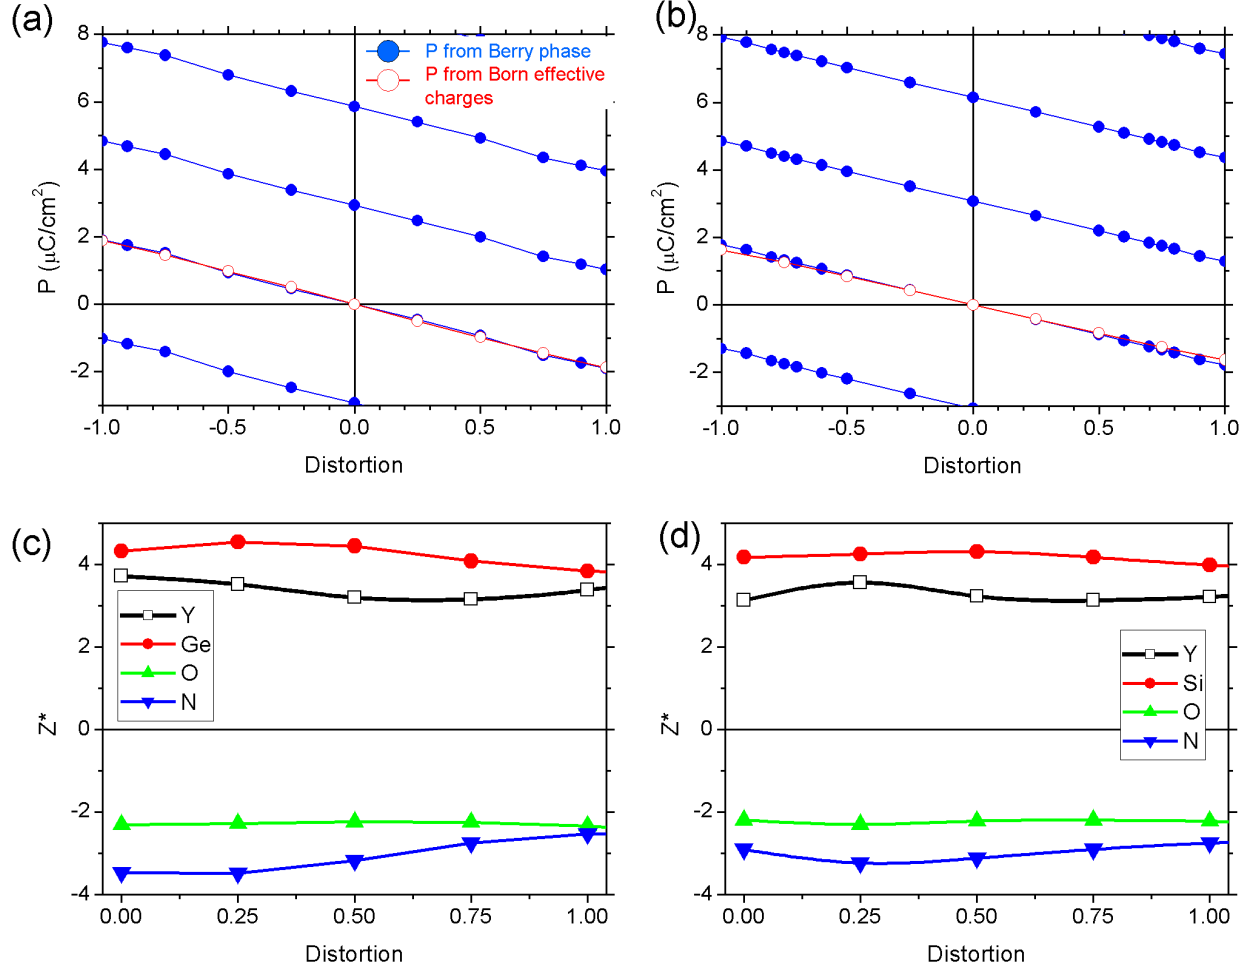 (a)
8
6
4
2
0
-2
P (μC/cm²)
P from Berry phase
P from Born effective
charges
-1.0 -0.5 0.0 0.5 1.0
Distortion
(b)
8
6
4
2
0
-2
P (μC/cm²)
-1.0 -0.5 0.0 0.5 1.0
Distortion
(c)
4
2
0
-2
-4
Z*
Y
Ge
O
N
0.00 0.25 0.50 0.75 1.00
Distortion
(d)
4
2
0
-2
-4
Z*
Y
Si
O
N
0.00 0.25 0.50 0.75 1.00
Distortion